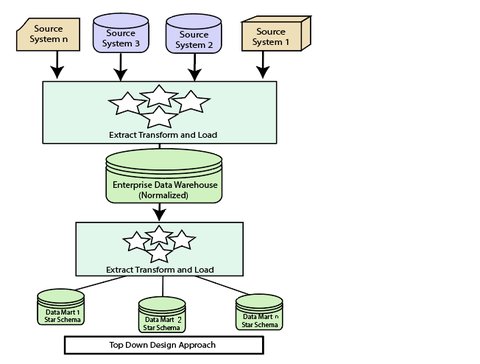 Source
System n
Source
System 3
Source
System 2
Source
System 1
Extract Transform and Load
Enterprise Data Warehouse
(Normalized)
Extract Transform and Load
Data Mart 1
Star Schema
Data Mart 2
Star Schema
Data Mart n
Star Schema
Top Down Design Approach